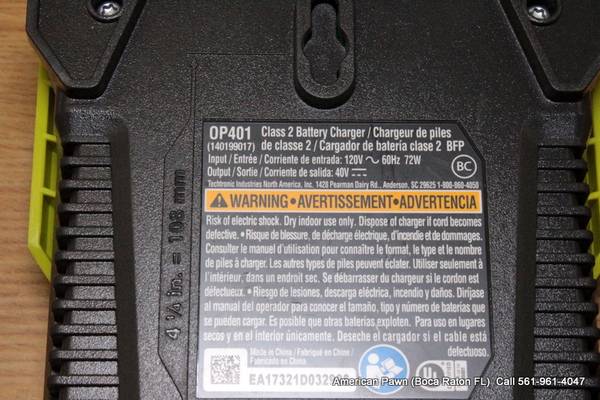 OP401 Class 2 Battery Charger / Chargeur de piles
(140199017) de classe 2 / Cargador de batería clase 2 BFP
Input / Entrée / Corriente de entrada: 120V ~ 60Hz 72W
Output / Sortie / Corriente de salida: 40V
BC
Techtronic Industries North America, Inc. 1428 Pearman Dairy Rd., Anderson, SC 29625 1-800-860-4050
WARNING•AVERTISSEMENT•ADVERTENCIA
Risk of electric shock. Dry indoor use only. Dispose of charger if cord becomes
defective. • Risque de blessure, de décharge électrique, d'incendie et de dommages.
Consulter le manuel d'utilisation pour connaître le format, le type et le nombre
de piles à charger. Les autres types de piles peuvent éclater. Utiliser seulement à
l'intérieur, dans un endroit sec. Se débarrasser du chargeur si le cordon est
défectueux. • Riesgo de lesiones, descarga eléctrica, incendio y daños. Diríjase
al manual del operador para conocer el tamaño, tipo y número de baterías que
se pueden cargar. Es posible que otras baterías exploten. Para uso en lugares
secos y en el interior únicamente. Deseche el cargador si el cable está
defectuoso.
Made in China / Fabriqué en Chine /
Fabricado en China
4 1/4 in. = 108 mm
American Pawn (Boca Raton FL) Call 561-961-4047